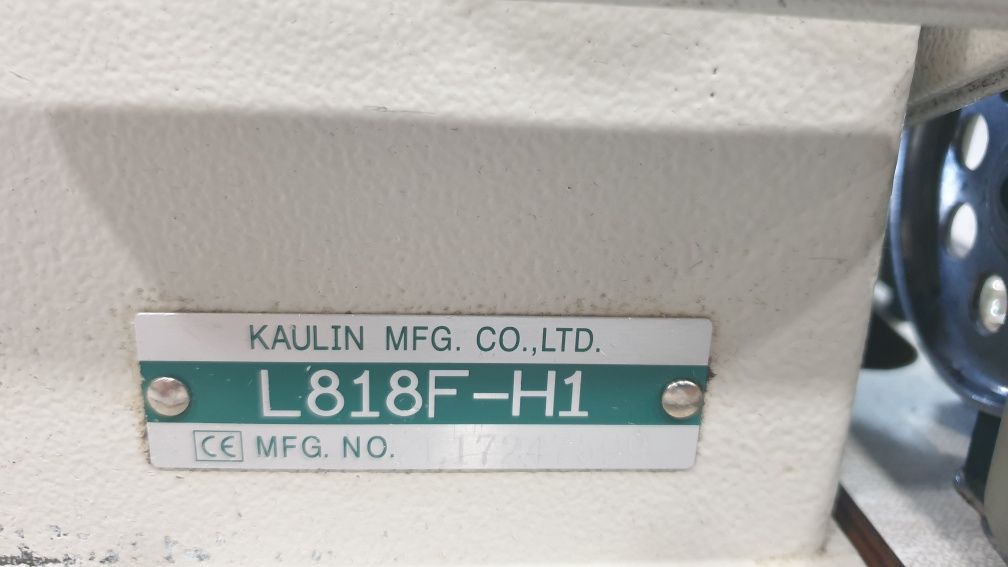 KAULIN MFG. CO.,LTD.
L818F-H1
CE MFG. NO.